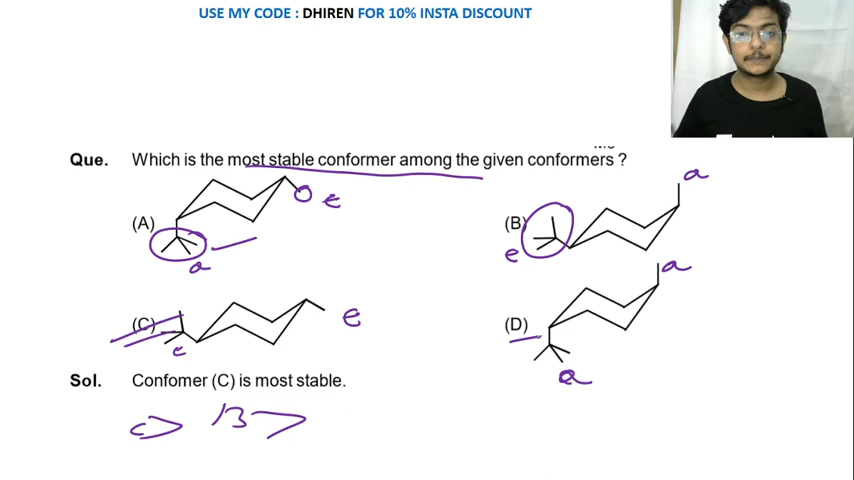 USE MY CODE : DHIREN FOR 10% INSTA DISCOUNT
Que. Which is the most stable conformer among the given conformers ?
(A) e a
(B) a e
(C) e e
(D) a a
Sol. Confomer (C) is most stable.
C > B >